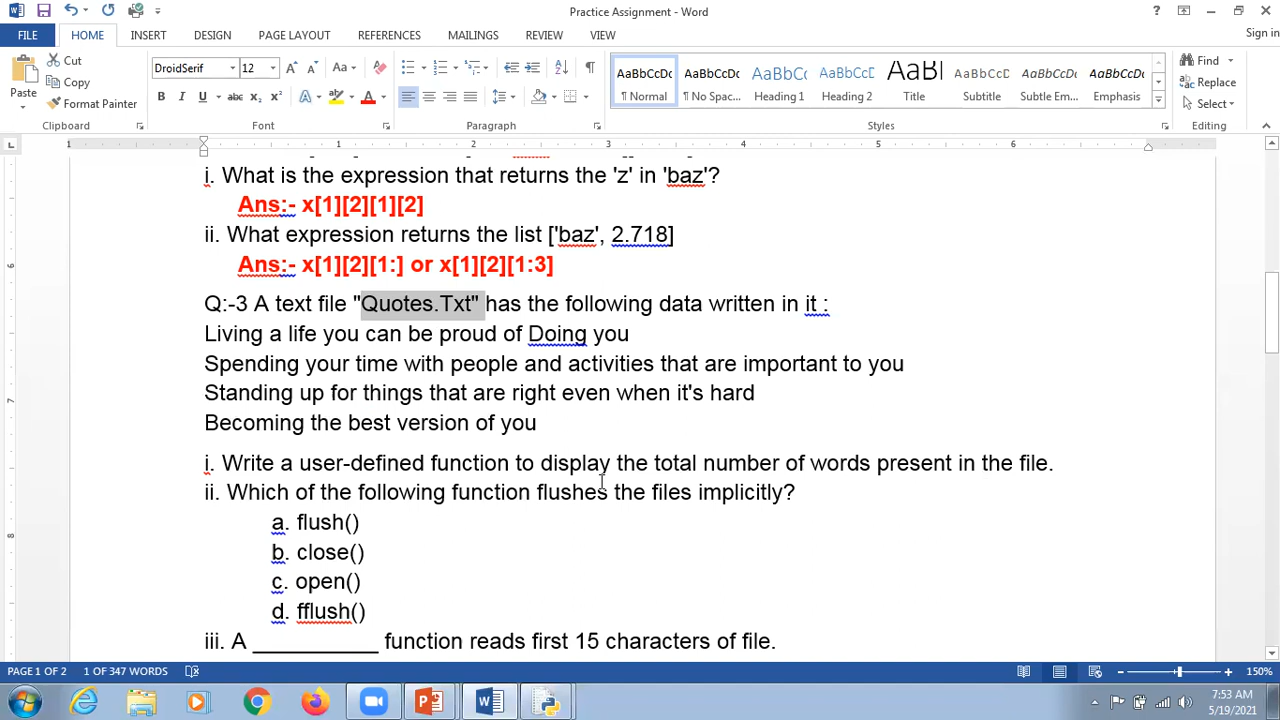 Practice Assignment - Word
FILE HOME INSERT DESIGN PAGE LAYOUT REFERENCES MAILINGS REVIEW VIEW Sign in
Paste Cut Copy Format Painter
DroidSerif 12
AaBbCcDc AaBbCcDc AaBbCc AaBbCcC AaBl AaBbCcDc AaBbCcDc AaBbCcDc
¶ Normal ¶ No Spac... Heading 1 Heading 2 Title Subtitle Subtle Em... Emphasis
Find Replace Select
Clipboard Font Paragraph Styles Editing
1 1 2 3 4 5 6
i. What is the expression that returns the 'z' in 'baz'?
Ans:- x[1][2][1][2]
ii. What expression returns the list ['baz', 2.718]
Ans:- x[1][2][1:] or x[1][2][1:3]
Q:-3 A text file "Quotes.Txt" has the following data written in it :
Living a life you can be proud of Doing you
Spending your time with people and activities that are important to you
Standing up for things that are right even when it's hard
Becoming the best version of you
i. Write a user-defined function to display the total number of words present in the file.
ii. Which of the following function flushes the files implicitly?
a. flush()
b. close()
c. open()
d. fflush()
iii. A ___________ function reads first 15 characters of file.
PAGE 1 OF 2 1 OF 347 WORDS 150%
7:53 AM
5/19/2021